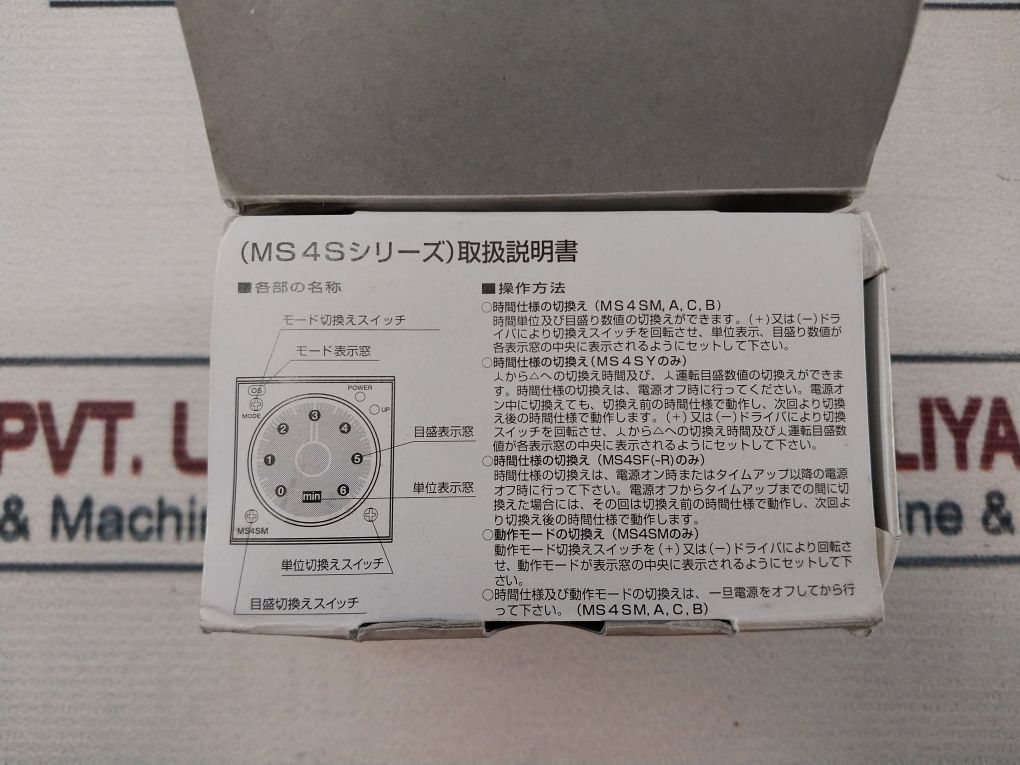 (MS4Sシリーズ)取扱説明書
■各部の名称
モード切換えスイッチ
モード表示窓
OS
MODE
POWER
UP
0
1
2
3
4
5
6
min
MS4SM
目盛表示窓
単位表示窓
単位切換えスイッチ
目盛切換えスイッチ
■操作方法
○時間仕様の切換え (MS4SM, A, C, B)
時間単位及び目盛り数値の切換えができます。(+)又は(−)ドラ
イバにより切換えスイッチを回転させ、単位表示、目盛り数値が
各表示窓の中央に表示されるようにセットして下さい。
○時間仕様の切換え(MS4SYのみ)
人から△への切換え時間及び、人運転目盛数値の切換えができま
す。時間仕様の切換えは、電源オフ時に行ってください。電源オ
ン中に切換えても、切換え前の時間仕様で動作し、次回より切換
え後の時間仕様で動作します。(+)又は(−)ドライバにより切換
スイッチを回転させ、人から△への切換え時間及び人運転目盛数
値が各表示窓の中央に表示されるようにセットして下さい。
○時間仕様の切換え (MS4SF(-R)のみ)
時間仕様の切換えは、電源オン時またはタイムアップ以降の電源
オフ時に行って下さい。電源オフからタイムアップまでの間に切
換えた場合には、その回は切換え前の時間仕様で動作し、次回よ
り切換え後の時間仕様で動作します。
○動作モードの切換え (MS4SMのみ)
動作モード切換えスイッチを(+)又は(−)ドライバにより回転さ
せ、動作モードが表示窓の中央に表示されるようにセットして下
さい。
○時間仕様及び動作モードの切換えは、一旦電源をオフしてから行
って下さい。(MS4SM, A, C, B)
PVT. L
LIYA
& Machin
ne &